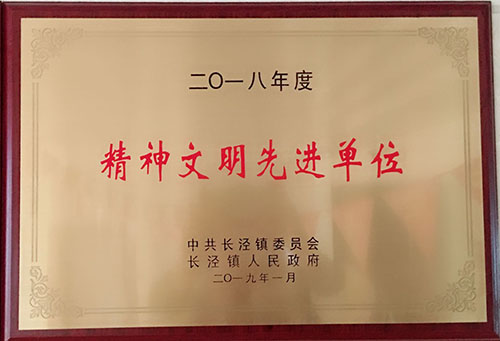 二〇一八年度
精神文明先进单位
中共长泾镇委员会
长泾镇人民政府
二〇一九年一月